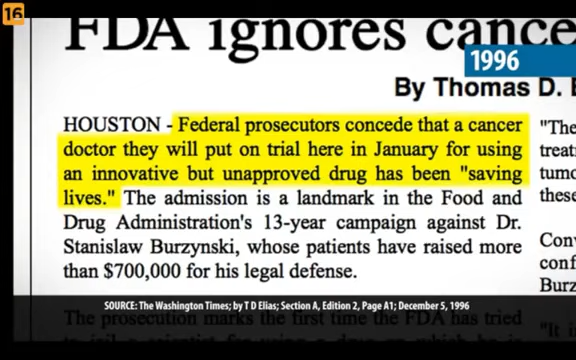 16
FDA ignores cance
1996
By Thomas D. E
HOUSTON - Federal prosecutors concede that a cancer
doctor they will put on trial here in January for using
an innovative but unapproved drug has been "saving
lives." The admission is a landmark in the Food and
Drug Administration's 13-year campaign against Dr.
Stanislaw Burzynski, whose patients have raised more
than $700,000 for his legal defense.
"The
treat
tumo
these
Conv
conf
Burz
"It i
SOURCE: The Washington Times; by T D Elias; Section A, Edition 2, Page A1; December 5, 1996
The prosecution marks the first time the FDA has tried